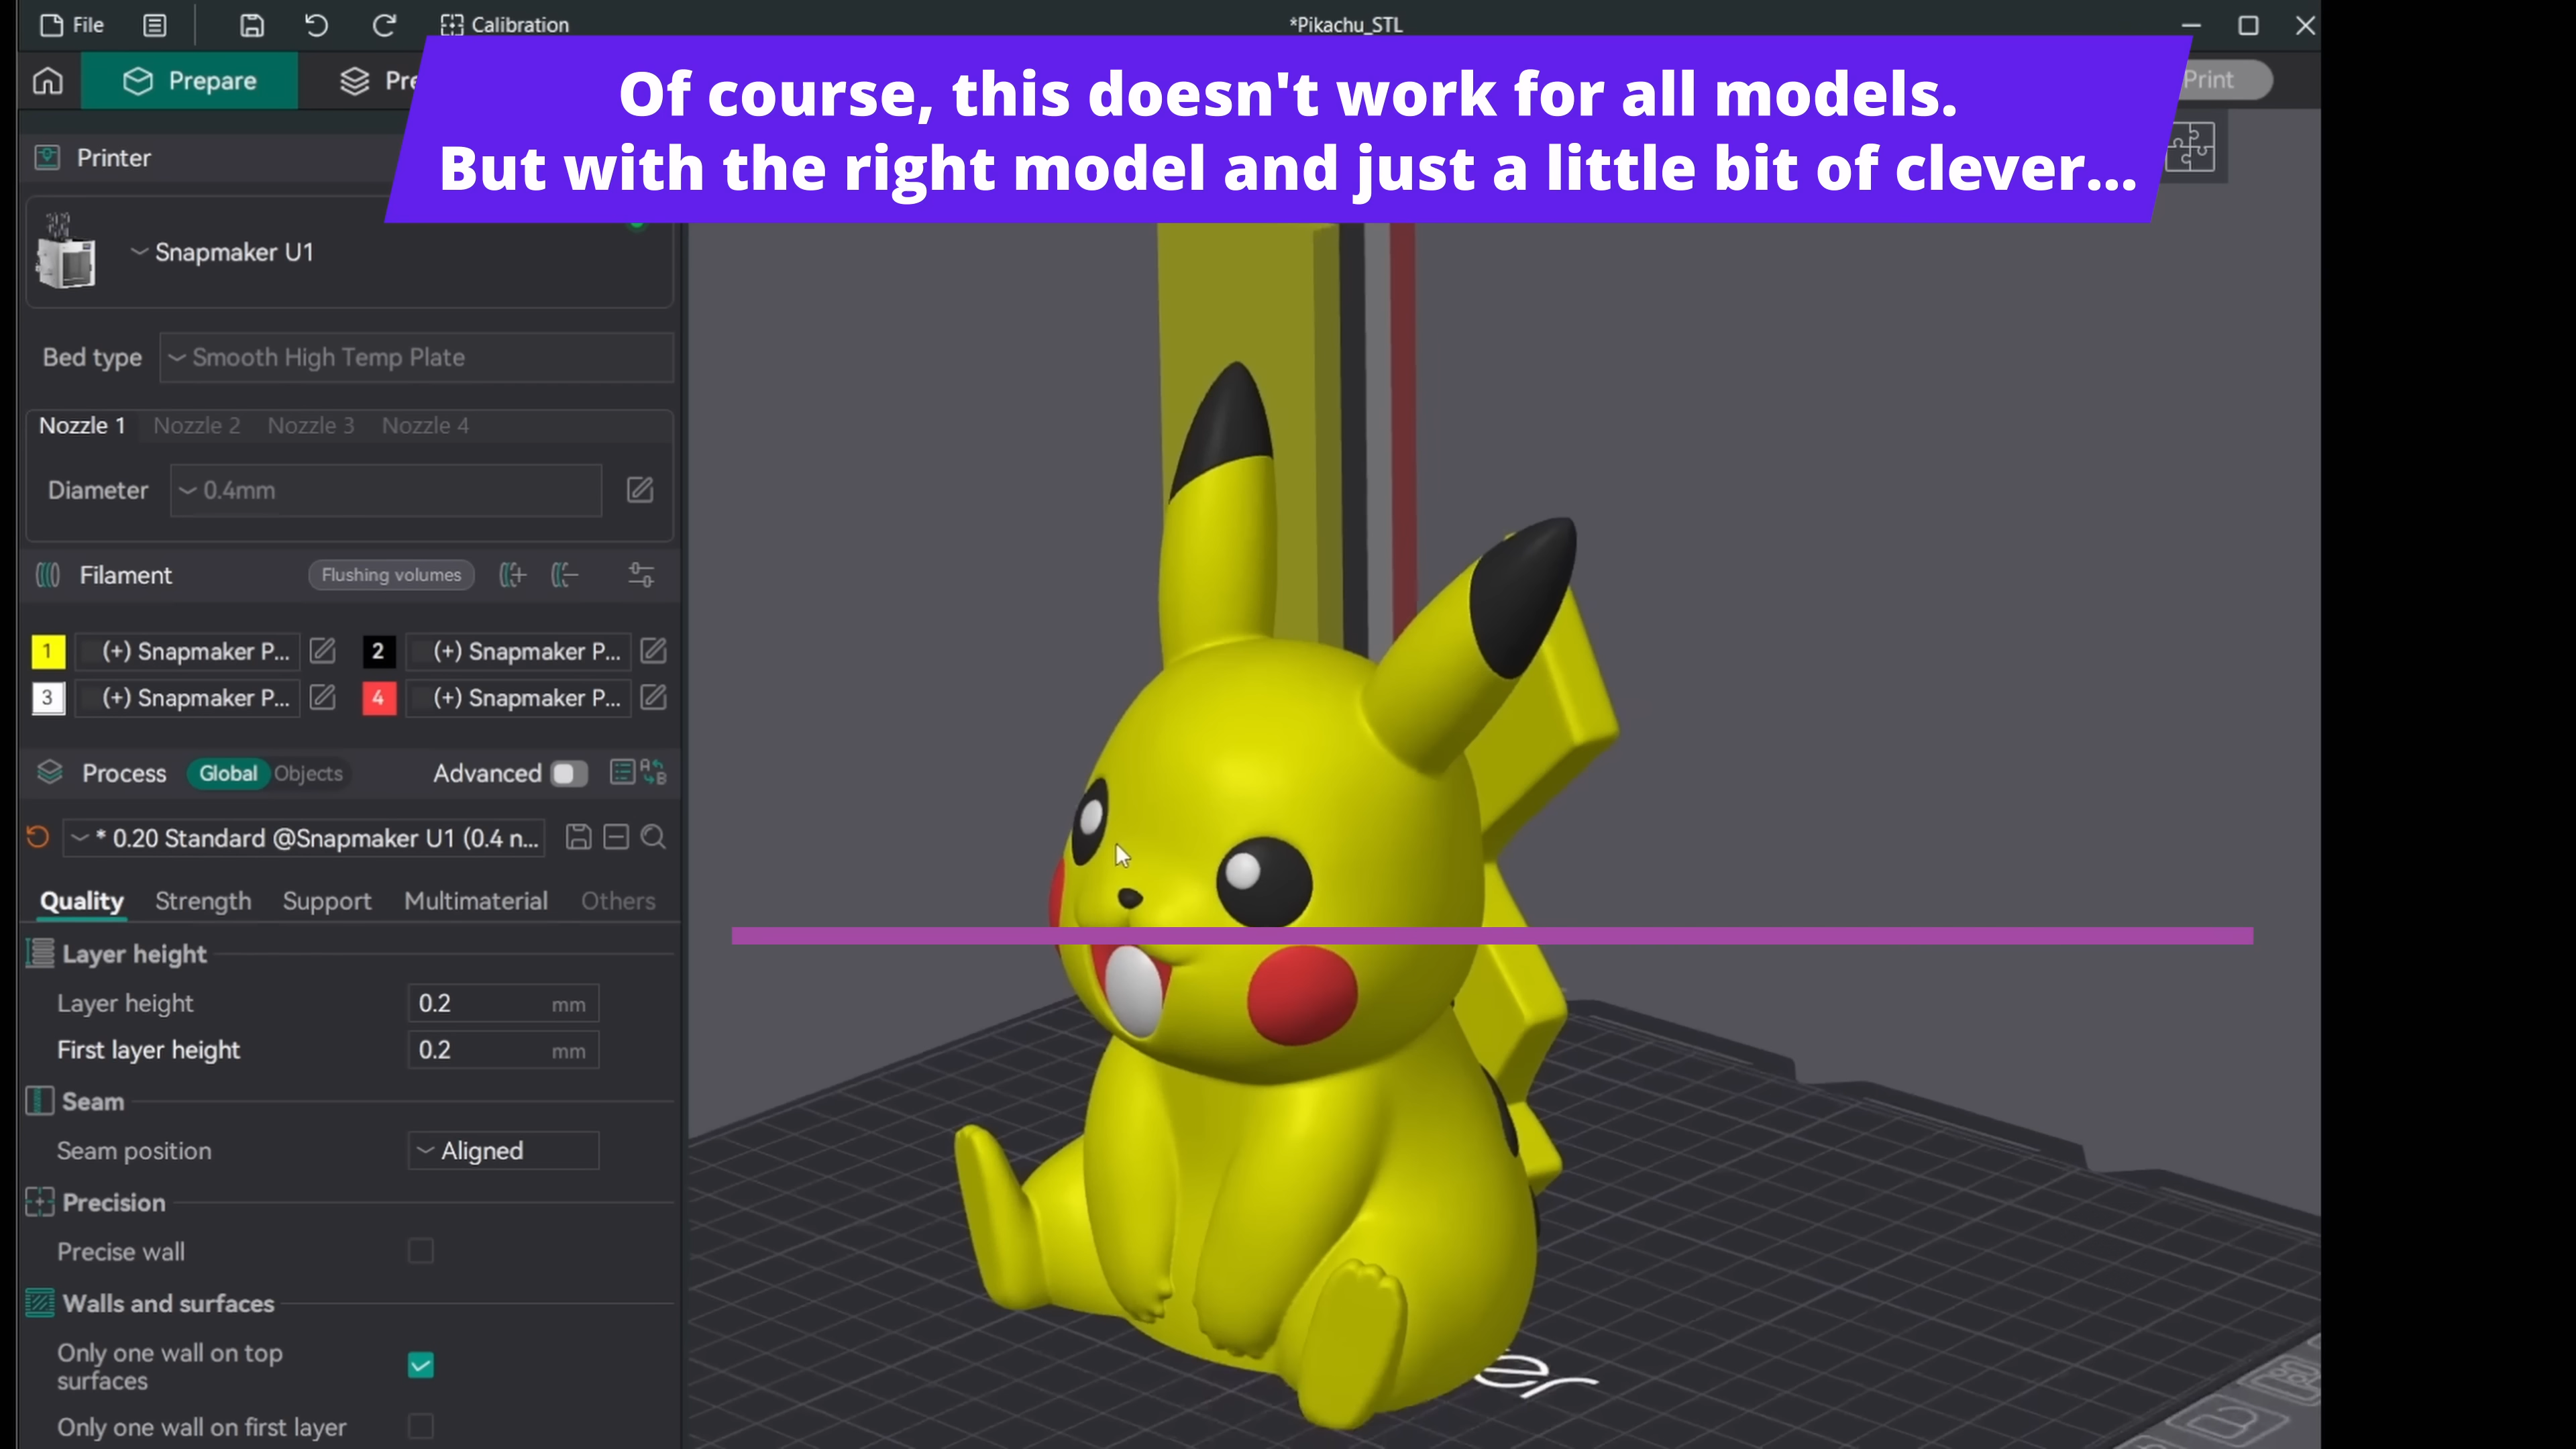 File
Calibration
*Pikachu_STL
Prepare
Pre
Print
Of course, this doesn't work for all models.
But with the right model and just a little bit of clever...
Printer
Snapmaker U1
Bed type
Smooth High Temp Plate
Nozzle 1 Nozzle 2 Nozzle 3 Nozzle 4
Diameter
0.4mm
Filament
Flushing volumes
1 (+) Snapmaker P... 2 (+) Snapmaker P...
3 (+) Snapmaker P... 4 (+) Snapmaker P...
Process Global Objects Advanced
* 0.20 Standard @Snapmaker U1 (0.4 n...
Quality Strength Support Multimaterial Others
Layer height
Layer height 0.2 mm
First layer height 0.2 mm
Seam
Seam position Aligned
Precision
Precise wall
Walls and surfaces
Only one wall on top
surfaces
Only one wall on first layer
er